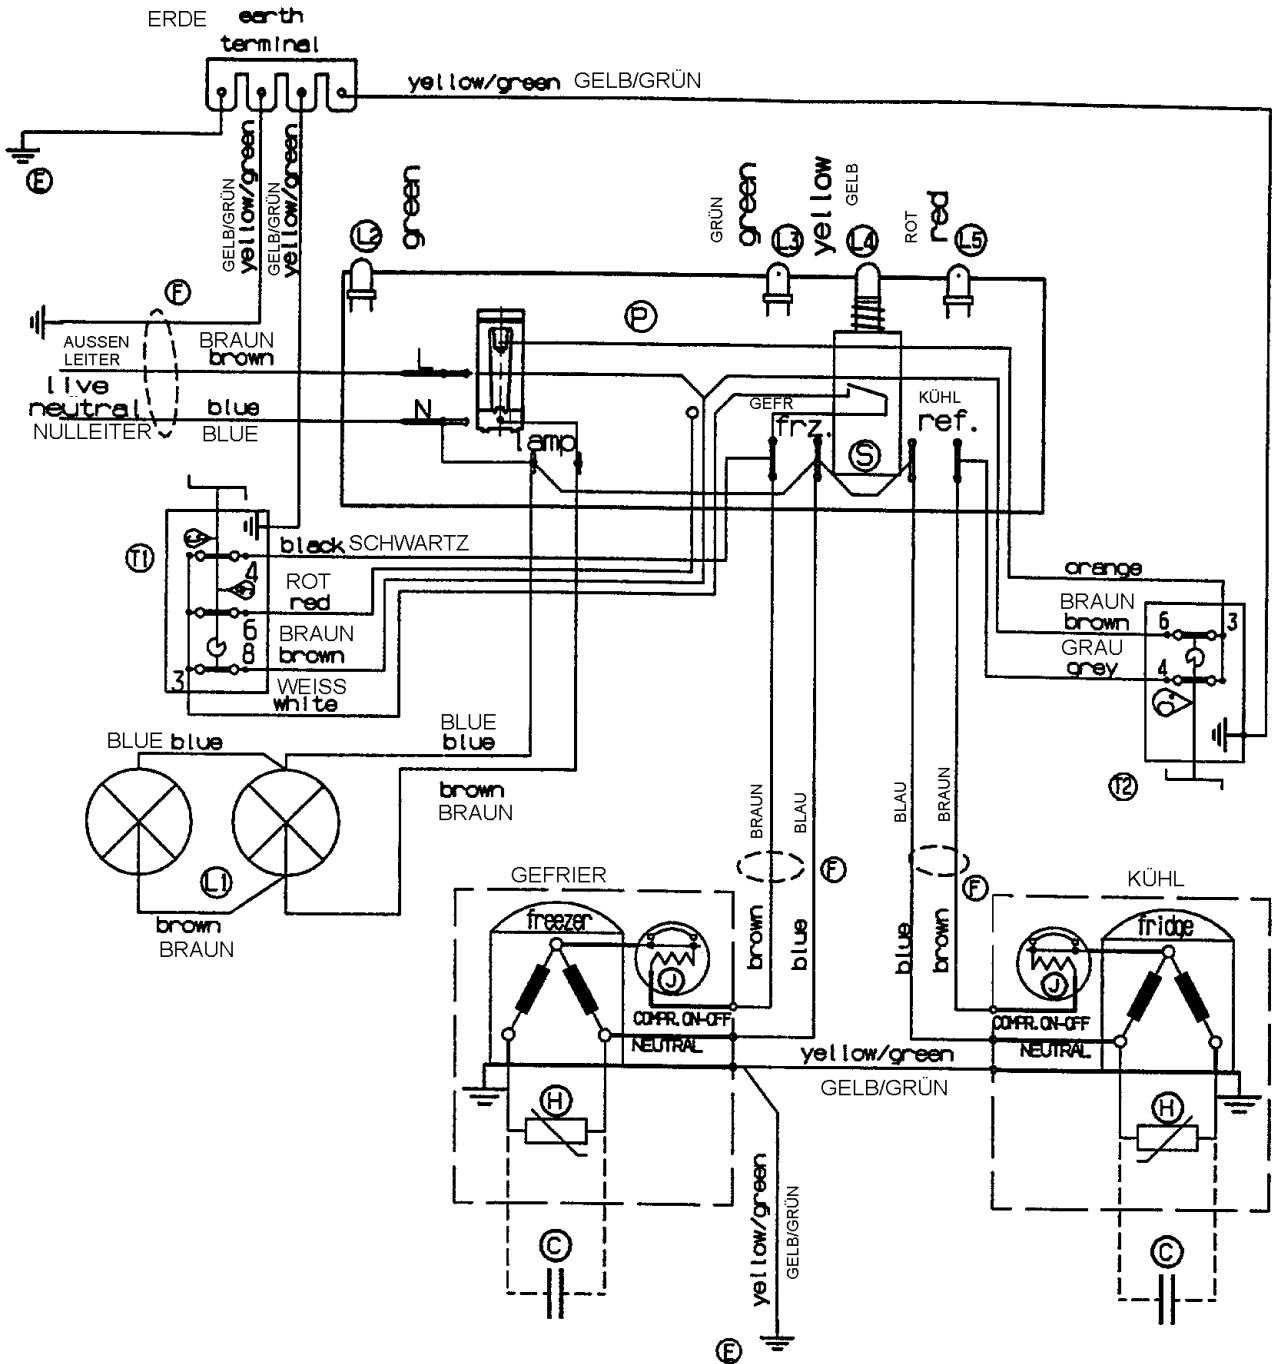 ERDE earth
terminal
yellow/green GELB/GRÜN
E
GELB/GRÜN
yellow/green
GELB/GRÜN
yellow/green
L2
green
GRÜN
green
L3
yellow
GELB
L4
ROT
red
L5
F
P
AUSSEN
LEITER
BRAUN
brown
live
neutral
NULLEITER
blue
BLUE
L
N
lamp
GEFR
frz.
S
KÜHL
ref.
T1
black SCHWARTZ
4
ROT
red
6
BRAUN
8
brown
3
WEISS
white
orange
BRAUN
brown
6
3
GRAU
grey
4
T2
BLUE blue
BLUE
blue
brown
BRAUN
L1
brown
BRAUN
BRAUN
BLAU
BLAU
BRAUN
F
F
brown
blue
blue
brown
GEFRIER
freezer
J
COMPR. ON-OFF
NEUTRAL
H
C
KÜHL
fridge
J
COMPR. ON-OFF
NEUTRAL
H
C
yellow/green
GELB/GRÜN
yellow/green
GELB/GRÜN
E